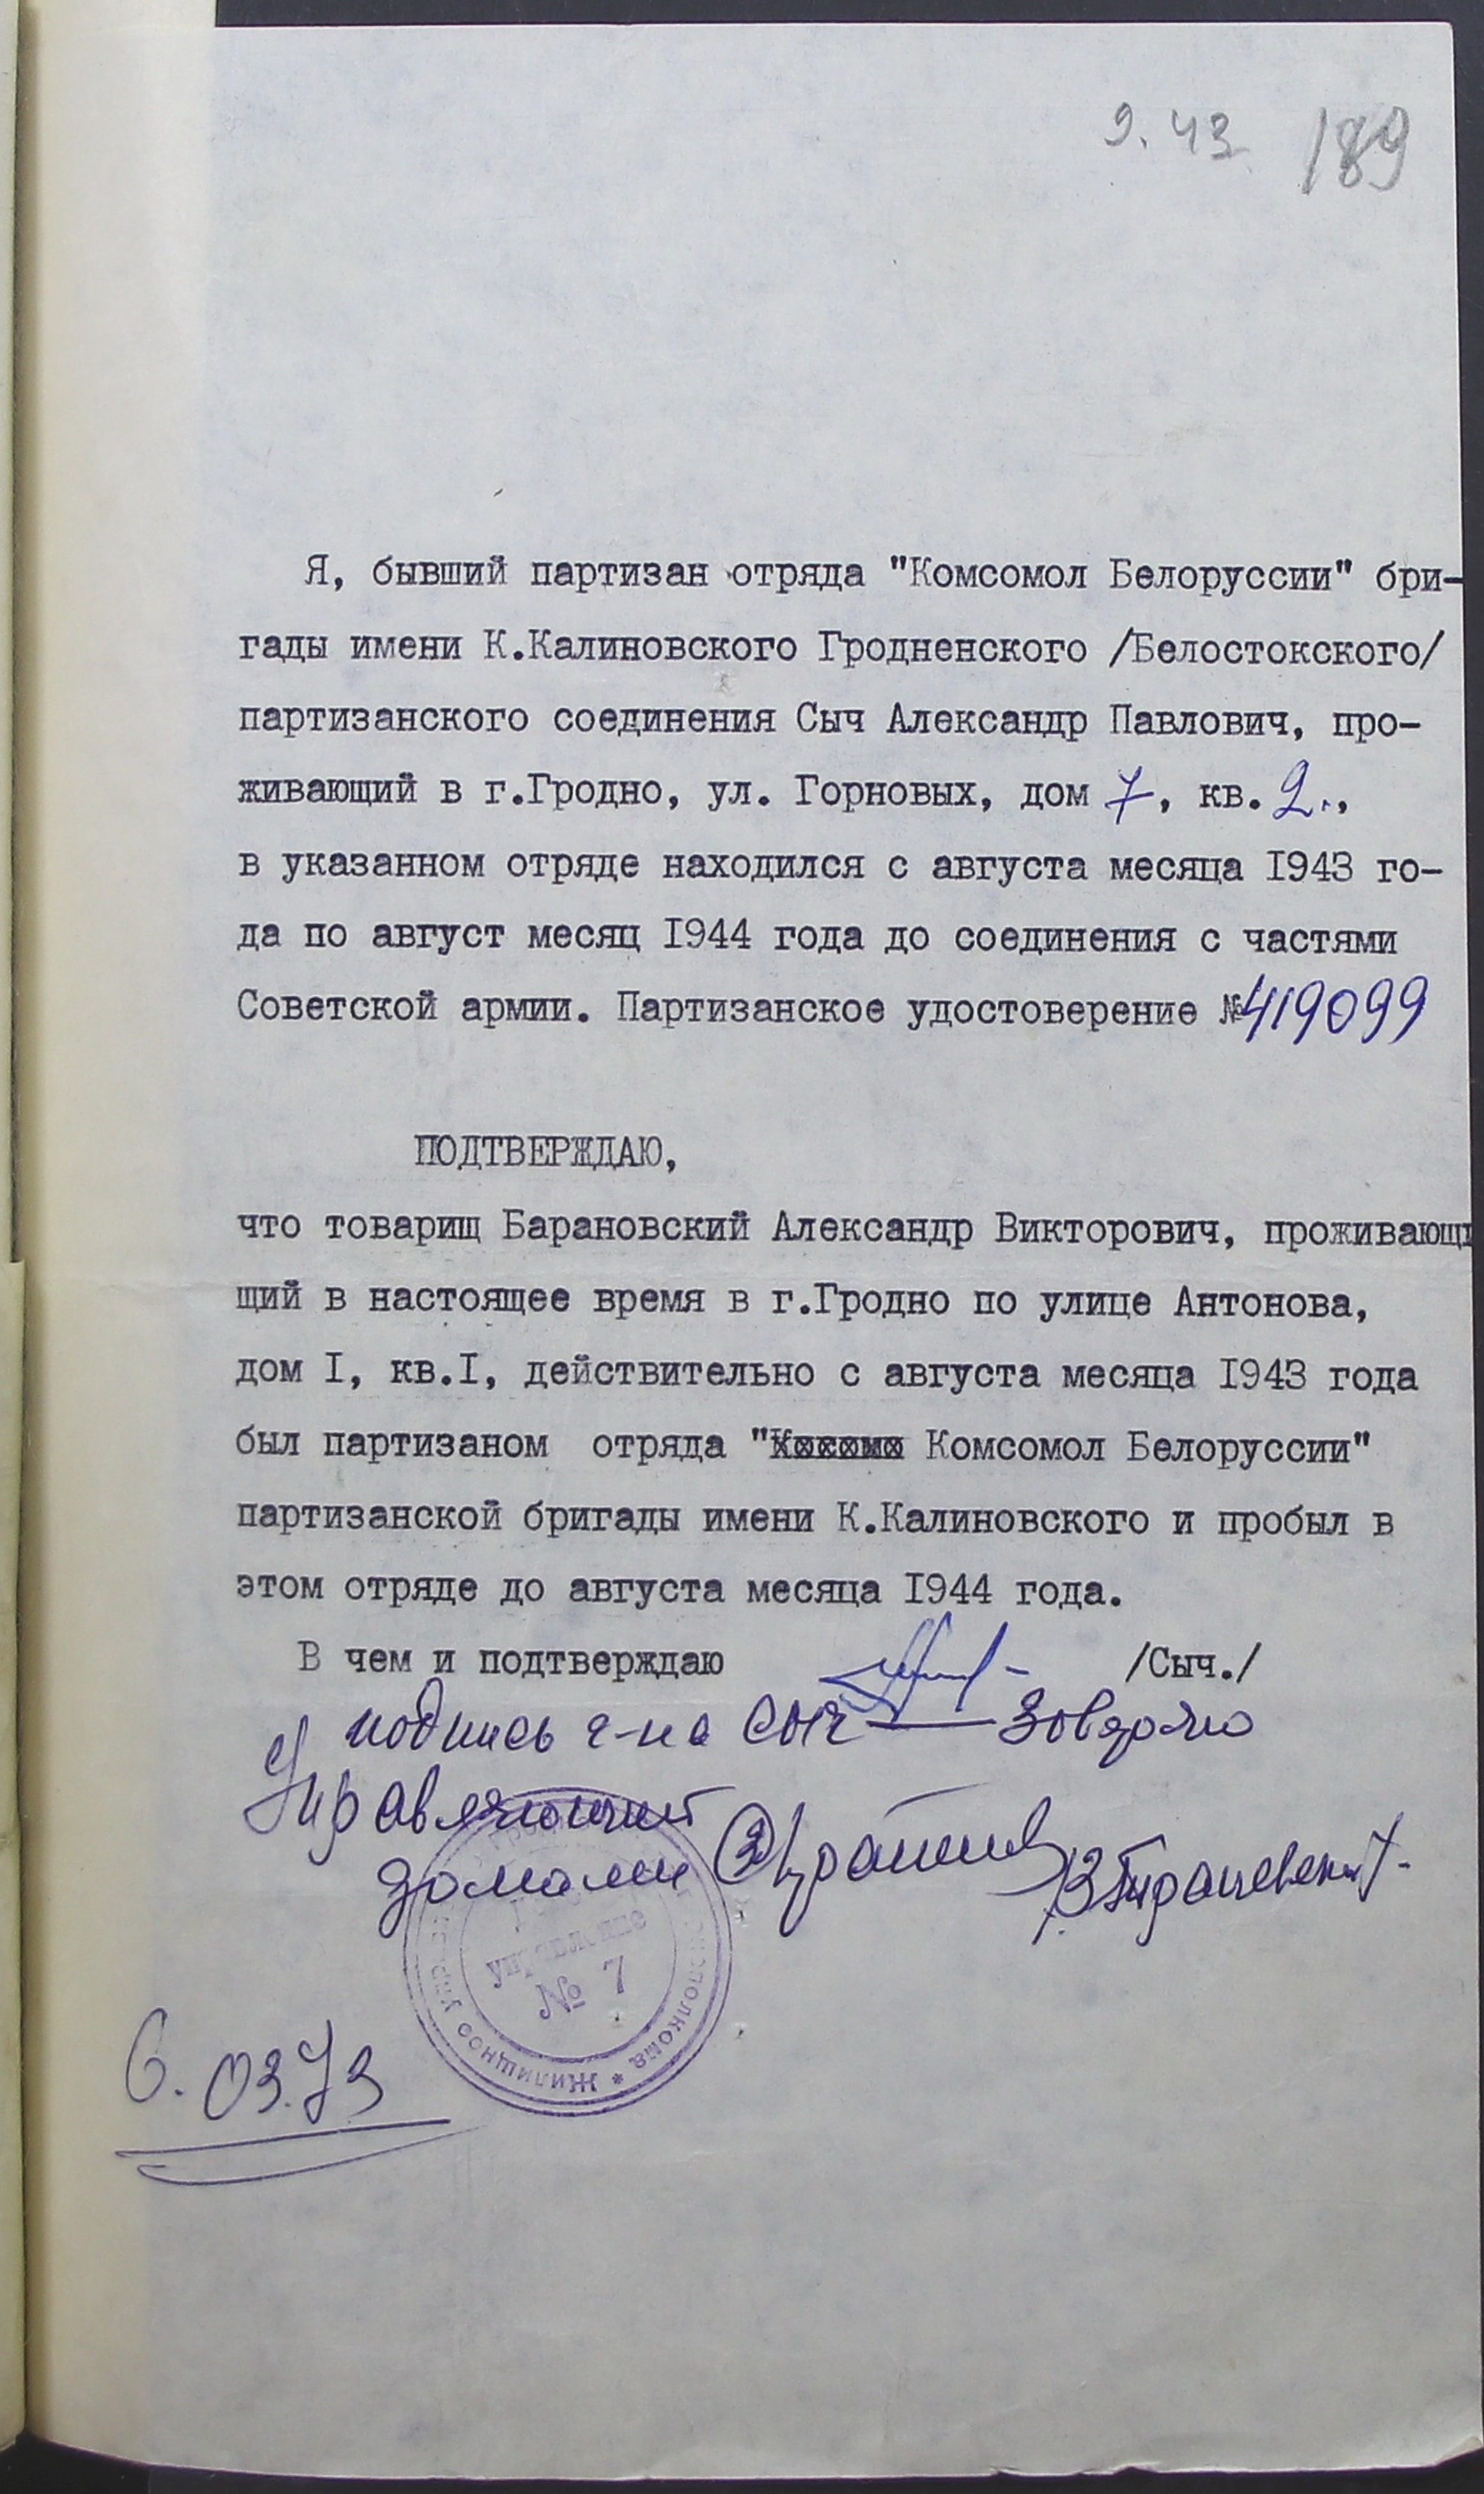 9.43 189
Я, бывший партизан отряда "Комсомол Белоруссии" бри-
гады имени К.Калиновского Гродненского /Белостокского/
партизанского соединения Сыч Александр Павлович, про-
живающий в г.Гродно, ул. Горновых, дом 7, кв. 2.,
в указанном отряде находился с августа месяца 1943 го-
да по август месяц 1944 года до соединения с частями
Советской армии. Партизанское удостоверение №419099
ПОДТВЕРЖДАЮ,
что товарищ Барановский Александр Викторович, проживающи
щий в настоящее время в г.Гродно по улице Антонова,
дом I, кв.I, действительно с августа месяца 1943 года
был партизаном отряда " Комсомол Белоруссии"
партизанской бригады имени К.Калиновского и пробыл в
этом отряде до августа месяца 1944 года.
В чем и подтверждаю /Сыч./
подпись г-на Сыч — Заверяю
Управляющий
домами
управление
№ 7
Жилищное
исполкома *
6.03.73